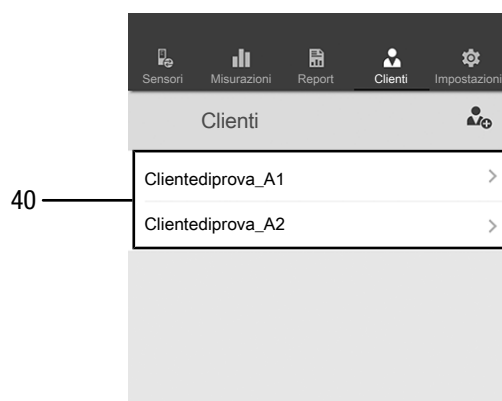 Sensori Misurazioni Report Clienti Impostazioni
Clienti
Clientediprova_A1
40
Clientediprova_A2